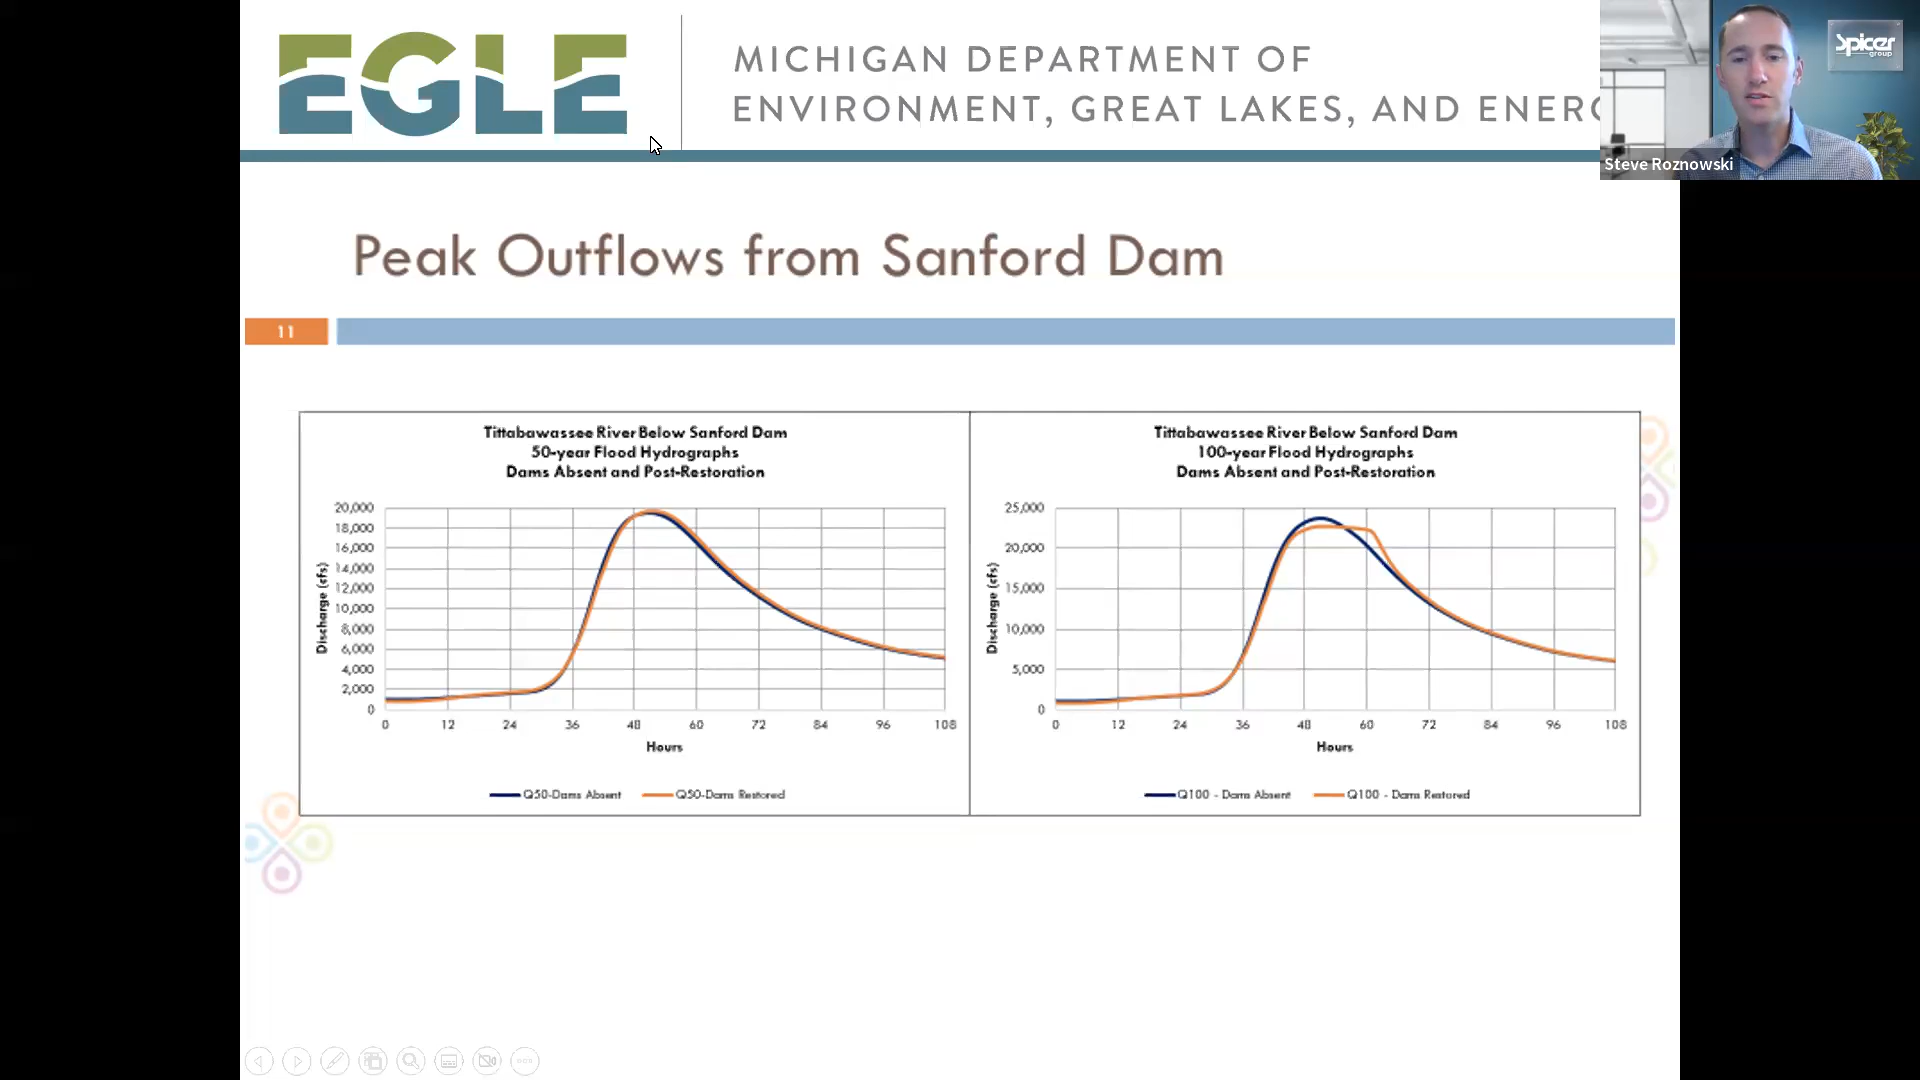 EGLE
MICHIGAN DEPARTMENT OF
ENVIRONMENT, GREAT LAKES, AND ENERG
Spicer
group
Steve Roznowski
Peak Outflows from Sanford Dam
11
Tittabawassee River Below Sanford Dam
50-year Flood Hydrographs
Dams Absent and Post-Restoration
20,000
18,000
16,000
14,000
12,000
10,000
8,000
6,000
4,000
2,000
0
Discharge (cfs)
0 12 24 36 48 60 72 84 96 108
Hours
Q50-Dams Absent Q50-Dams Restored
Tittabawassee River Below Sanford Dam
100-year Flood Hydrographs
Dams Absent and Post-Restoration
25,000
20,000
15,000
10,000
5,000
0
Discharge (cfs)
0 12 24 36 48 60 72 84 96 108
Hours
Q100 - Dams Absent Q100 - Dams Restored